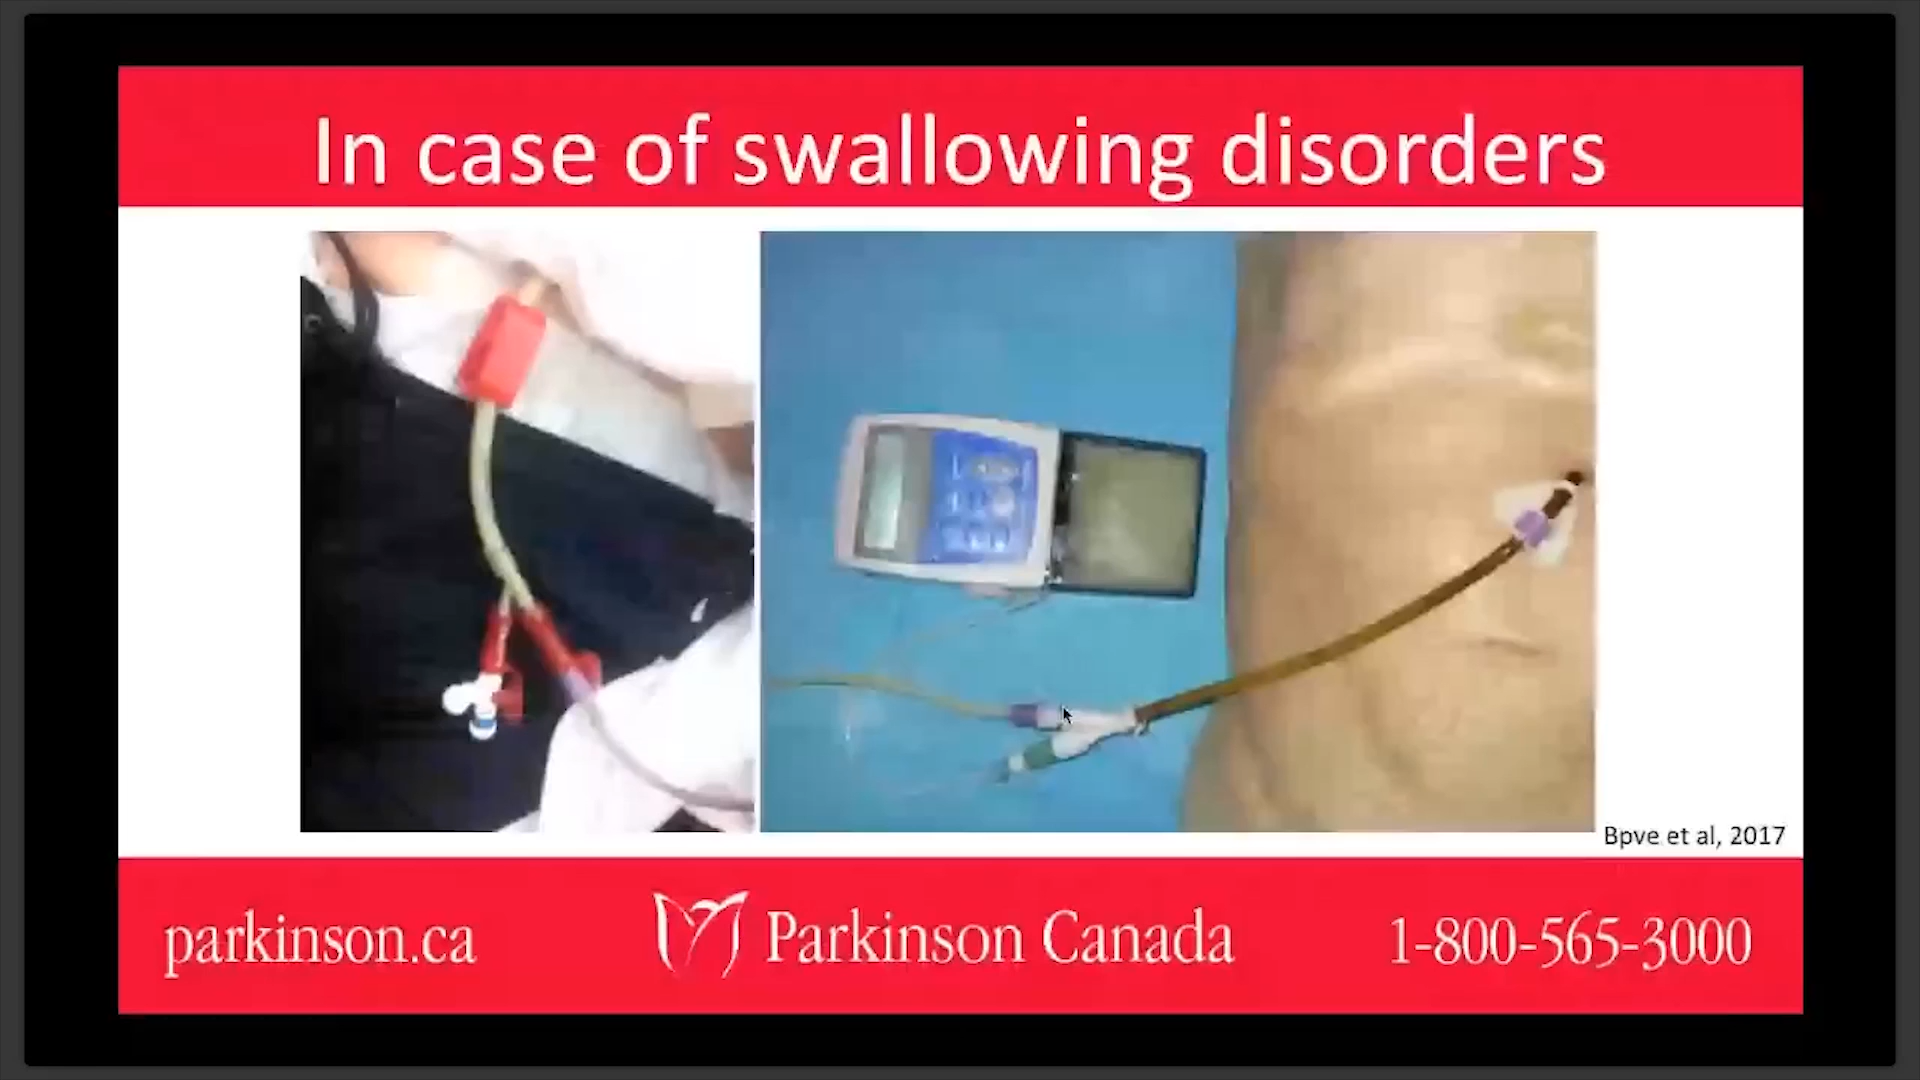 In case of swallowing disorders
Bpve et al, 2017
parkinson.ca
Parkinson Canada
1-800-565-3000